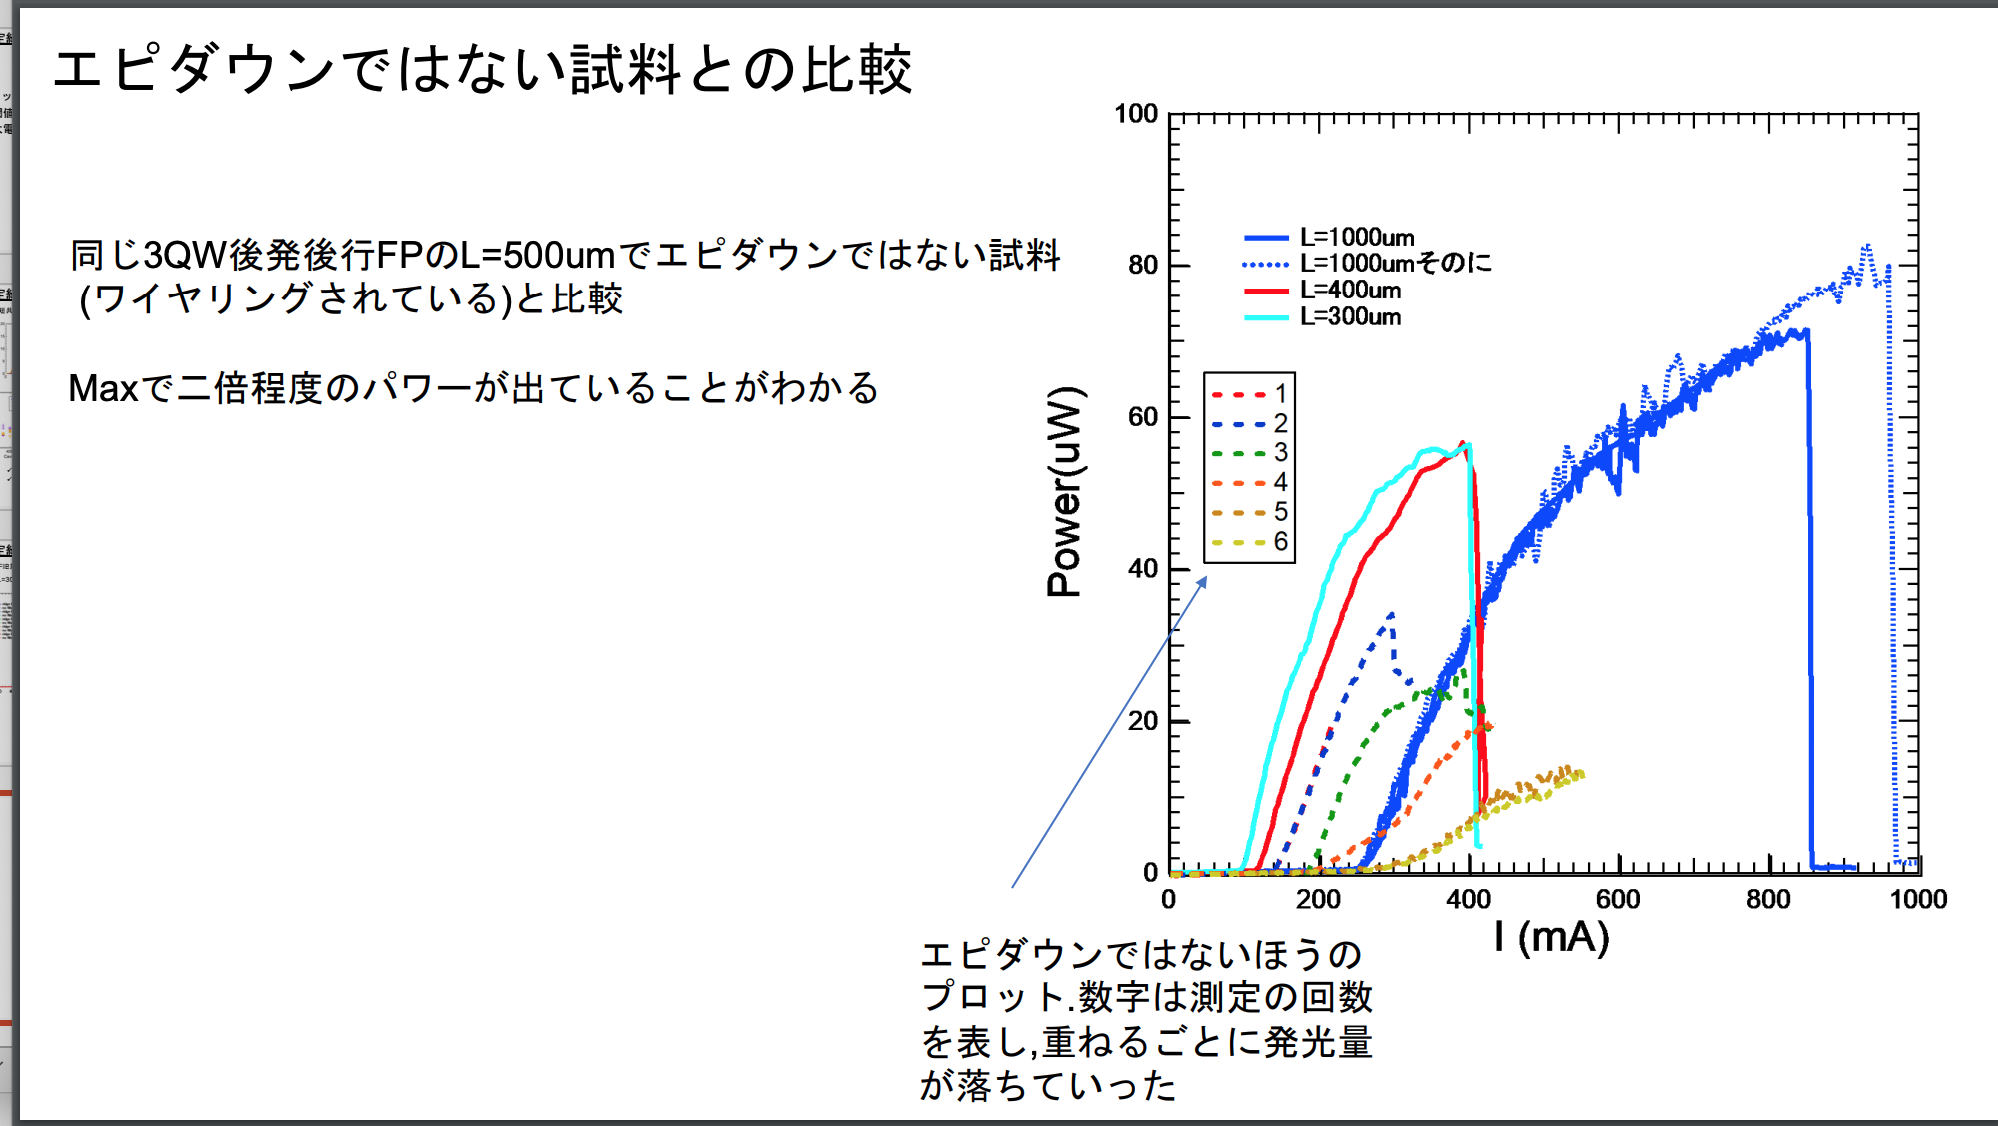 エピダウンではない試料との比較
同じ3QW後発後行FPのL=500umでエピダウンではない試料
(ワイヤリングされている)と比較
Maxで二倍程度のパワーが出ていることがわかる
100
80
60
40
20
0
Power(uW)
L=1000um
L=1000umそのに
L=400um
L=300um
1
2
3
4
5
6
0 200 400 600 800 1000
I (mA)
エピダウンではないほうの
プロット.数字は測定の回数
を表し,重ねるごとに発光量
が落ちていった